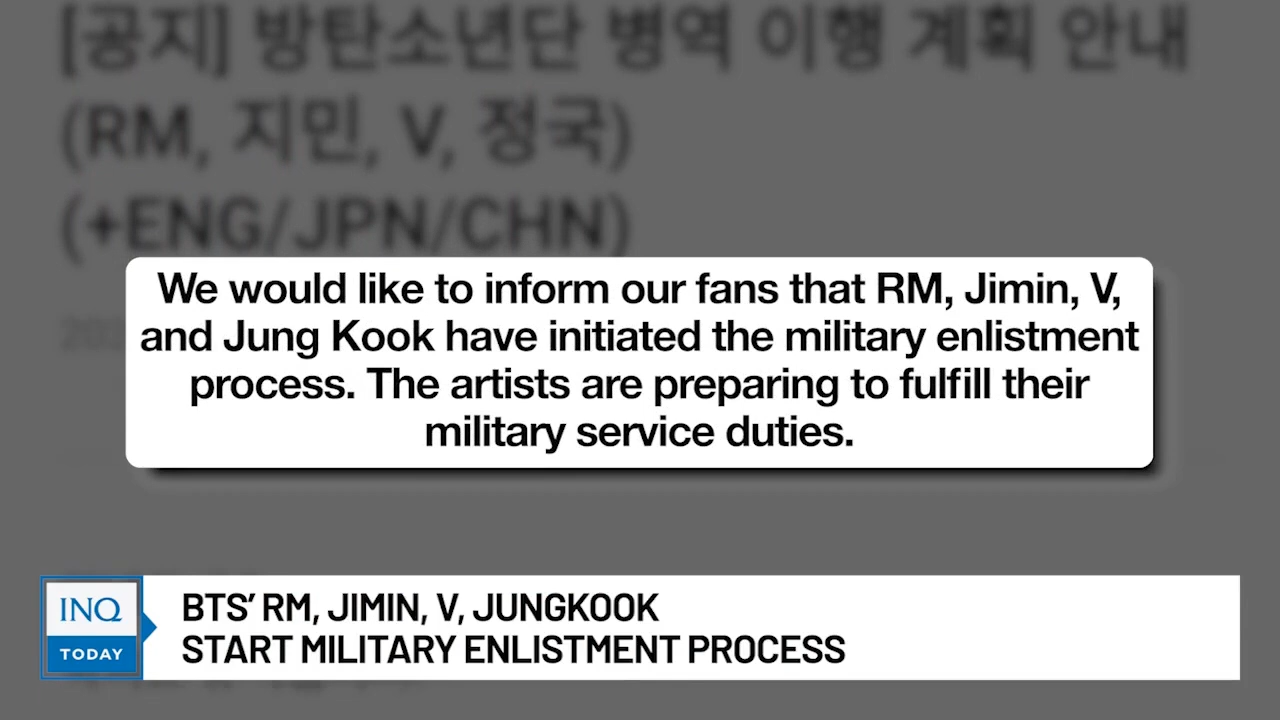 [공지] 방탄소년단 병역 이행 계획 안내
(RM, 지민, V, 정국)
(+ENG/JPN/CHN)
We would like to inform our fans that RM, Jimin, V,
and Jung Kook have initiated the military enlistment
process. The artists are preparing to fulfill their
military service duties.
INQ
TODAY
BTS’ RM, JIMIN, V, JUNGKOOK
START MILITARY ENLISTMENT PROCESS